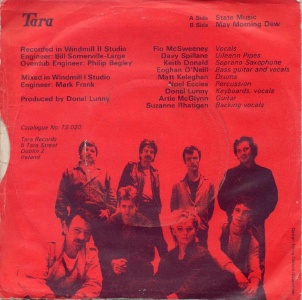 Tara
A Side State Music
B Side May Morning Dew
Recorded in Windmill II Studio
Engineer: Bill Somerville-Large
Overdub Engineer: Philip Begley
Mixed in Windmill I Studio
Engineer: Mark Frank
Produced by Donal Lunny
Fio McSweeney Vocals
Davy Spillane Uilleann Pipes
Keith Donald Soprano Saxophone
Eoghan O'Neill Bass guitar and vocals
Matt Kelaghan Drums
Noel Eccles Percussion
Donal Lunny Keyboards, vocals
Artie McGlynn Guitar
Suzanne Rhatigan Backing vocals
Catalogue No. TS 020
Tara Records
8 Tara Street
Dublin 2
Ireland